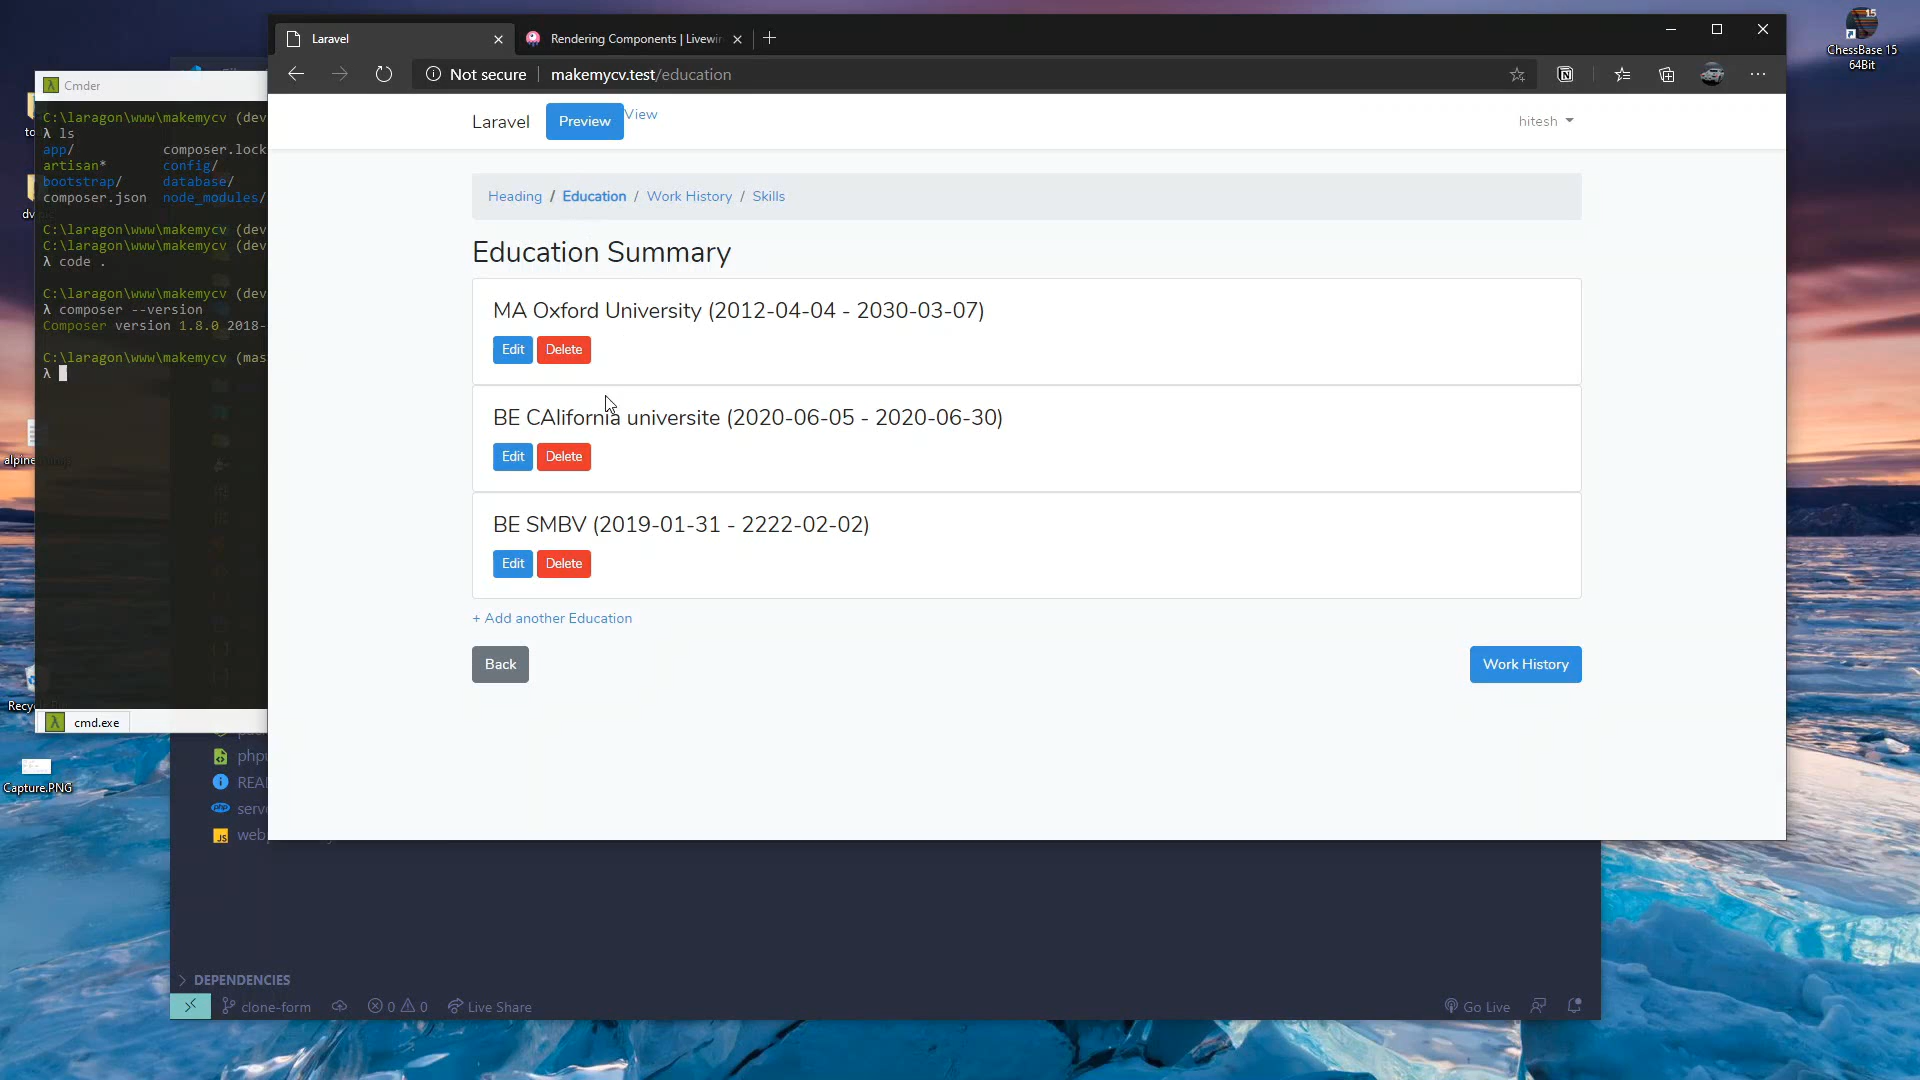 ChessBase 15
64Bit
Laravel
Rendering Components | Livewir
Not secure
makemycv.test/education
Cmder
C:\laragon\www\makemycv (dev
λ ls
app/ composer.lock
artisan* config/
bootstrap/ database/
composer.json node_modules/
C:\laragon\www\makemycv (dev
C:\laragon\www\makemycv (dev
λ code .
C:\laragon\www\makemycv (dev
λ composer --version
Composer version 1.8.0 2018-
C:\laragon\www\makemycv (mas
λ
cmd.exe
Capture.PNG
Laravel
Preview
View
hitesh
Heading / Education / Work History / Skills
Education Summary
MA Oxford University (2012-04-04 - 2030-03-07)
Edit Delete
BE CAlifornia universite (2020-06-05 - 2020-06-30)
Edit Delete
BE SMBV (2019-01-31 - 2222-02-02)
Edit Delete
+ Add another Education
Back
Work History
DEPENDENCIES
clone-form
0 0
Live Share
Go Live